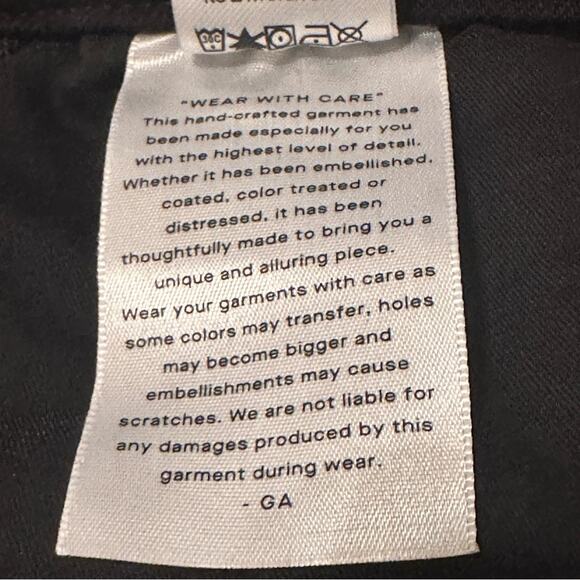 30C
"WEAR WITH CARE"
This hand-crafted garment has
been made especially for you
with the highest level of detail.
Whether it has been embellished,
coated, color treated or
distressed, it has been
thoughtfully made to bring you a
unique and alluring piece.
Wear your garments with care as
some colors may transfer, holes
may become bigger and
embellishments may cause
scratches. We are not liable for
any damages produced by this
garment during wear.
- GA